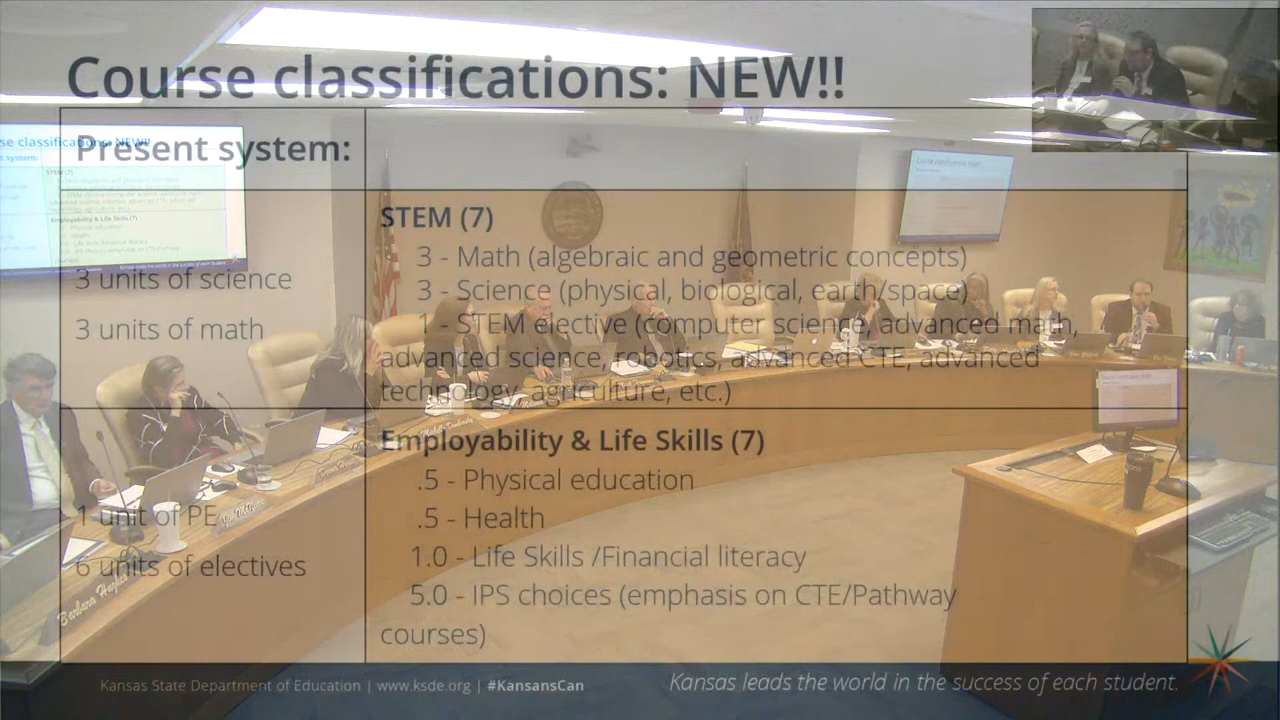 Course classifications: NEW!!
Present system:
STEM (7)
3 - Math (algebraic and geometric concepts)
3 units of science
3 - Science (physical, biological, earth/space)
3 units of math
1 - STEM elective (computer science, advanced math,
advanced science, robotics, advanced CTE, advanced
technology, agriculture, etc.)
Employability & Life Skills (7)
.5 - Physical education
1 unit of PE
.5 - Health
6 units of electives
1.0 - Life Skills /Financial literacy
5.0 - IPS choices (emphasis on CTE/Pathway
courses)
Kansas State Department of Education | www.ksde.org | #KansansCan
Kansas leads the world in the success of each student.